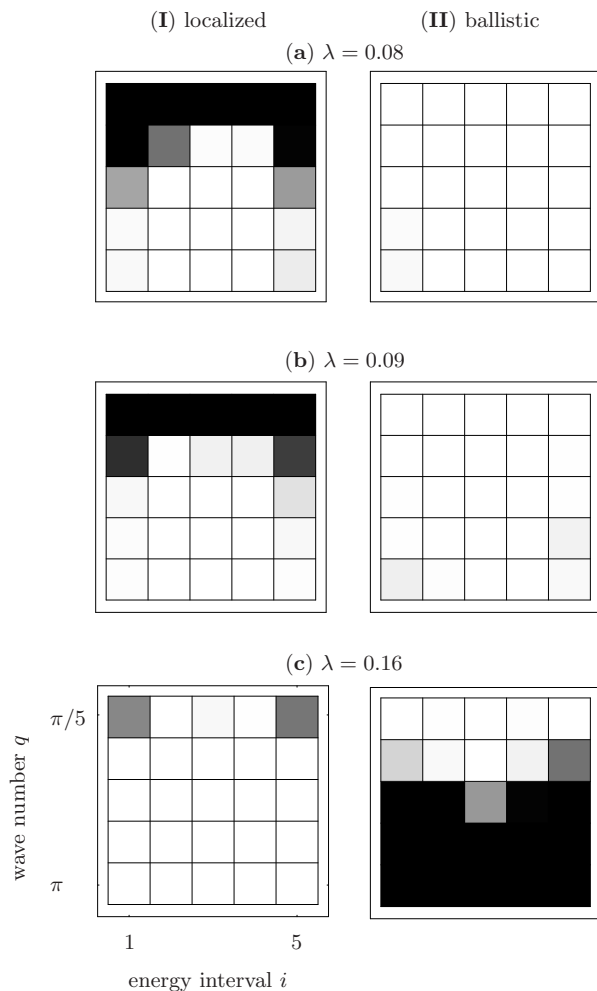 (I) localized (II) ballistic
(a) λ = 0.08
(b) λ = 0.09
(c) λ = 0.16
π/5
wave number q
π
1 5
energy interval i